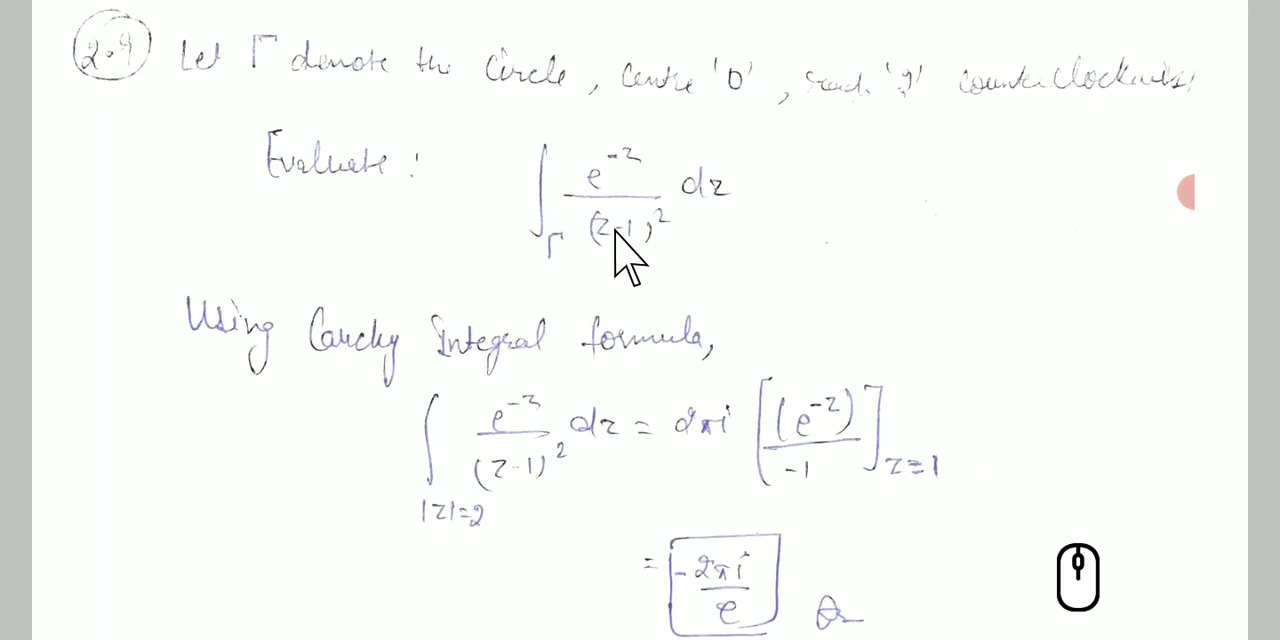 2.9 Let Γ denote the Circle, Centre '0', rad. '2' counterclockwise
Evaluate : ∫_Γ e^{-z}/(z-1)^2 dz
Using Cauchy Integral formula,
∫_{|z|=2} e^{-z}/(z-1)^2 dz = 2πi [(e^{-z})/-1]_{z=1}
= -2πi/e